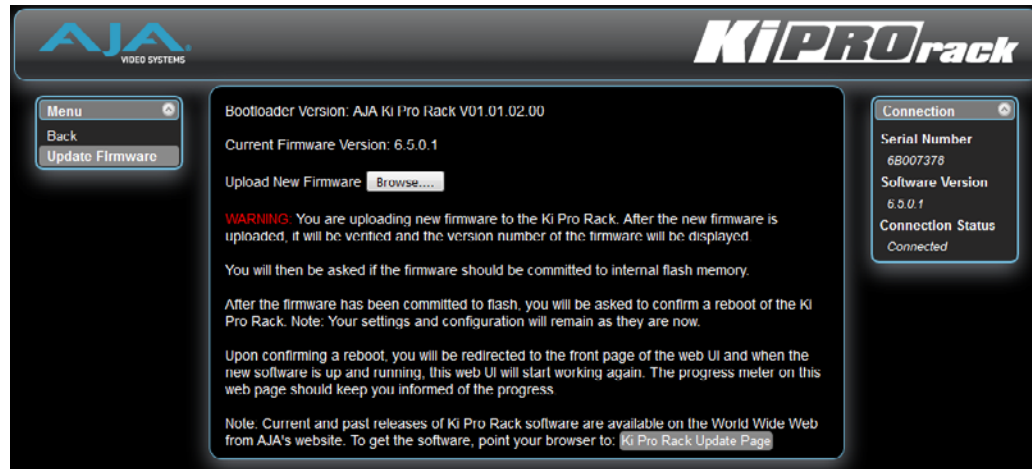 AJA
VIDEO SYSTEMS
KiPROrack
Menu
Back
Update Firmware
Bootloader Version: AJA Ki Pro Rack V01.01.02.00
Current Firmware Version: 6.5.0.1
Upload New Firmware Browse....
WARNING: You are uploading new firmware to the Ki Pro Rack. After the new firmware is
uploaded, it will be verified and the version number of the firmware will be displayed.
You will then be asked if the firmware should be committed to internal flash memory.
After the firmware has been committed to flash, you will be asked to confirm a reboot of the Ki
Pro Rack. Note: Your settings and configuration will remain as they are now.
Upon confirming a reboot, you will be redirected to the front page of the web UI and when the
new software is up and running, this web UI will start working again. The progress meter on this
web page should keep you informed of the progress.
Note: Current and past releases of Ki Pro Rack software are available on the World Wide Web
from AJA's website. To get the software, point your browser to: Ki Pro Rack Update Page
Connection
Serial Number
6B007378
Software Version
6.5.0.1
Connection Status
Connected